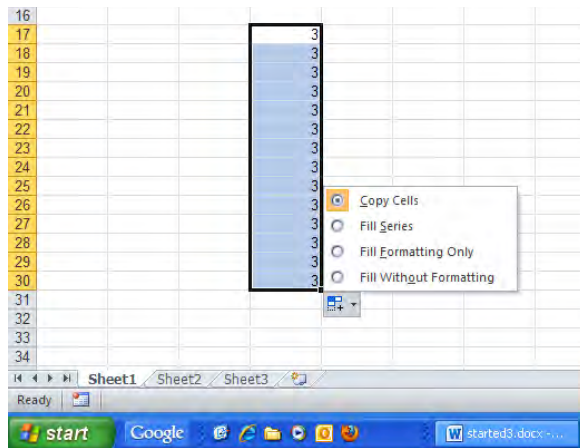 16
17 3
18 3
19 3
20 3
21 3
22 3
23 3
24 3
25 3
26 3 Copy Cells
27 3 Fill Series
28 3 Fill Formatting Only
29 3
30 3 Fill Without Formatting
31
32
33
34
Sheet1 Sheet2 Sheet3
Ready
start Google W started3.docx -...